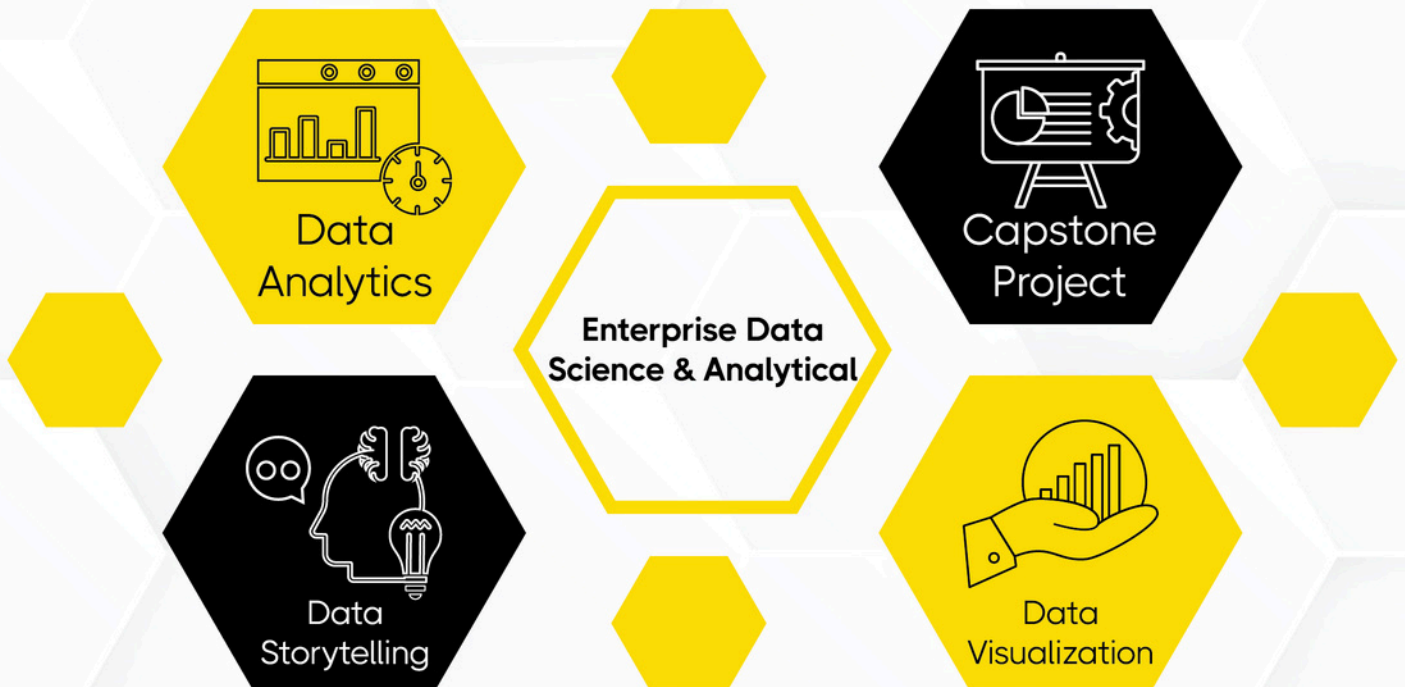 Data
Analytics
Capstone
Project
Enterprise Data
Science & Analytical
Data
Storytelling
Data
Visualization